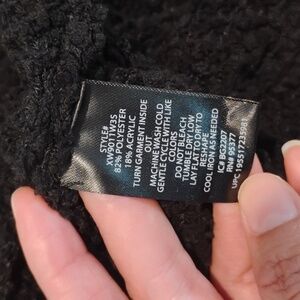 STYLE#
XW9011W3S
82% POLYESTER
18% ACRYLIC
TURN GARMENT INSIDE
OUT
MACHINE WASH COLD
GENTLE CYCLE WITH LIKE
COLORS
DO NOT BLEACH
TUMBLE DRY LOW
LAY FLAT TO DRY TO
RESHAPE
COOL IRON AS NEEDED
RN# 95377